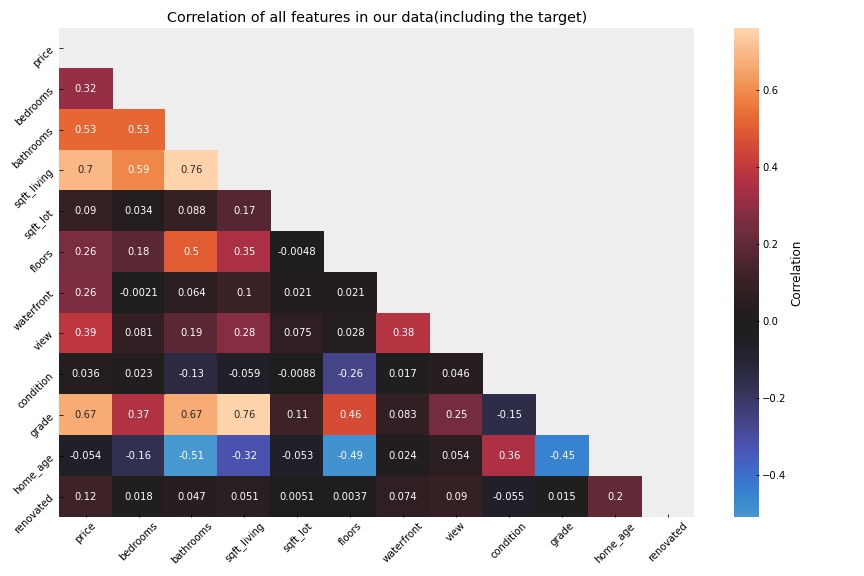 Correlation of all features in our data(including the target)
price
bedrooms 0.32
bathrooms 0.53 0.53
sqft_living 0.7 0.59 0.76
sqft_lot 0.09 0.034 0.088 0.17
floors 0.26 0.18 0.5 0.35 -0.0048
waterfront 0.26 -0.0021 0.064 0.1 0.021 0.021
view 0.39 0.081 0.19 0.28 0.075 0.028 0.38
condition 0.036 0.023 -0.13 -0.059 -0.0088 -0.26 0.017 0.046
grade 0.67 0.37 0.67 0.76 0.11 0.46 0.083 0.25 -0.15
home_age -0.054 -0.16 -0.51 -0.32 -0.053 -0.49 0.024 0.054 0.36 -0.45
renovated 0.12 0.018 0.047 0.051 0.0051 0.0037 0.074 0.09 -0.055 0.015 0.2
price bedrooms bathrooms sqft_living sqft_lot floors waterfront view condition grade home_age renovated
0.6
0.4
0.2
0.0
−0.2
−0.4
Correlation